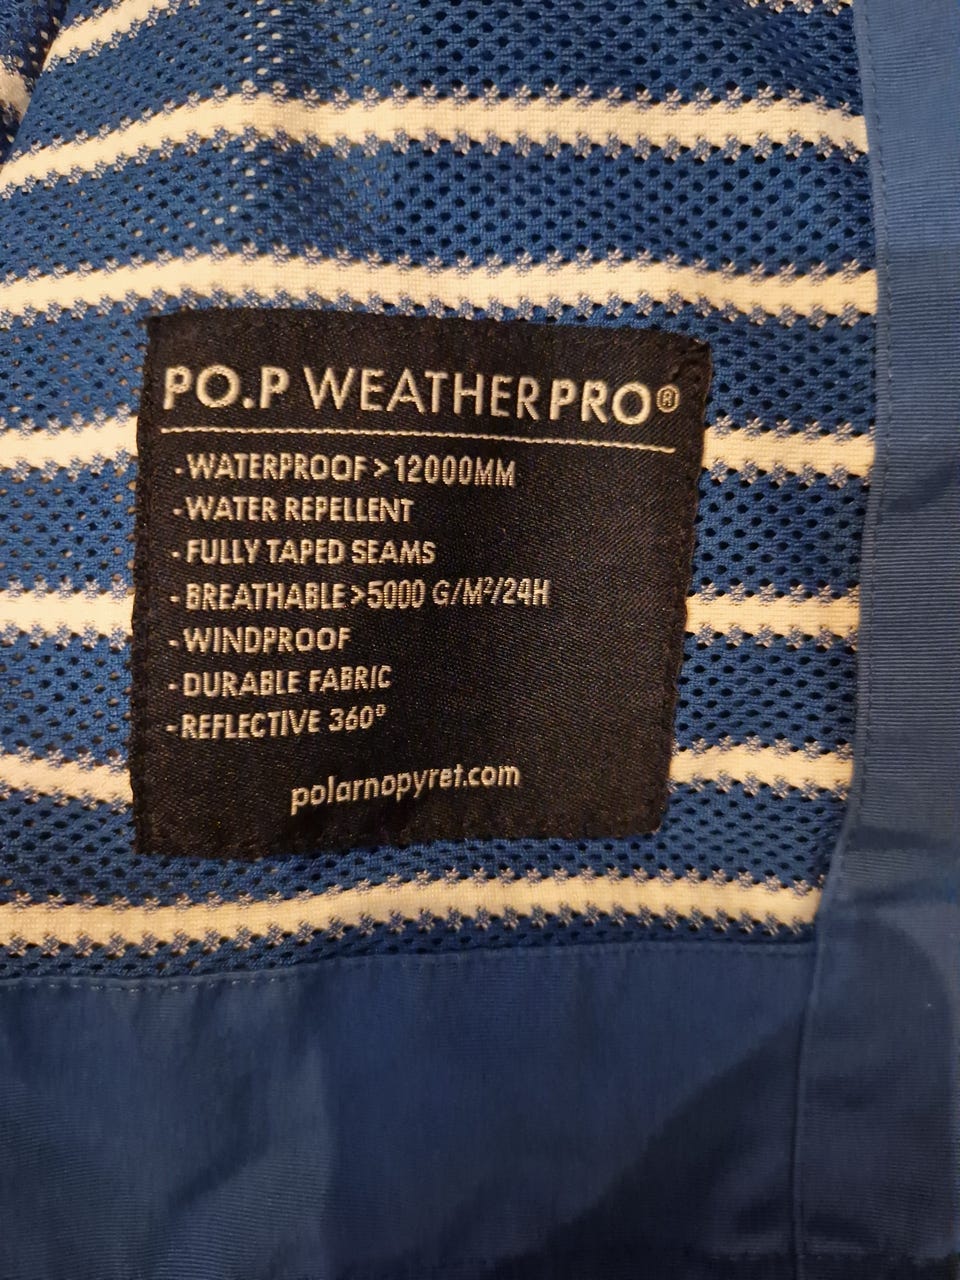 PO.P WEATHERPRO®
-WATERPROOF>12000MM
-WATER REPELLENT
-FULLY TAPED SEAMS
-BREATHABLE>5000 G/M²/24H
-WINDPROOF
-DURABLE FABRIC
-REFLECTIVE 360°
polarnopyret.com